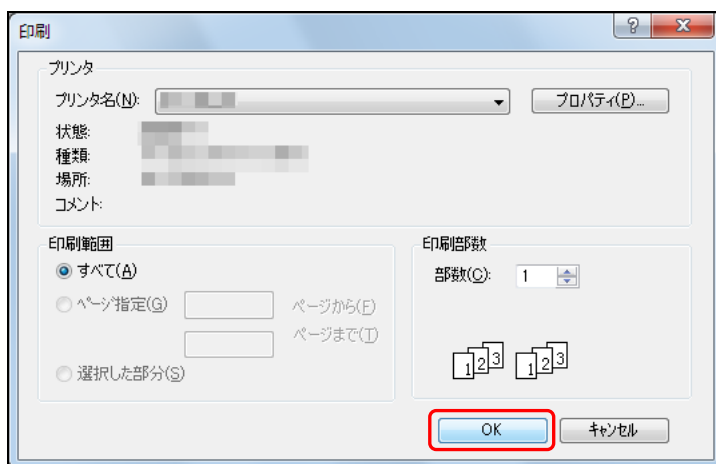 印刷
プリンタ
プリンタ名(N):
プロパティ(P)...
状態:
種類:
場所:
コメント:
印刷範囲
すべて(A)
ページ指定(G)
ページから(F)
ページまで(T)
選択した部分(S)
印刷部数
部数(C): 1
1 2 3 1 2 3
OK キャンセル